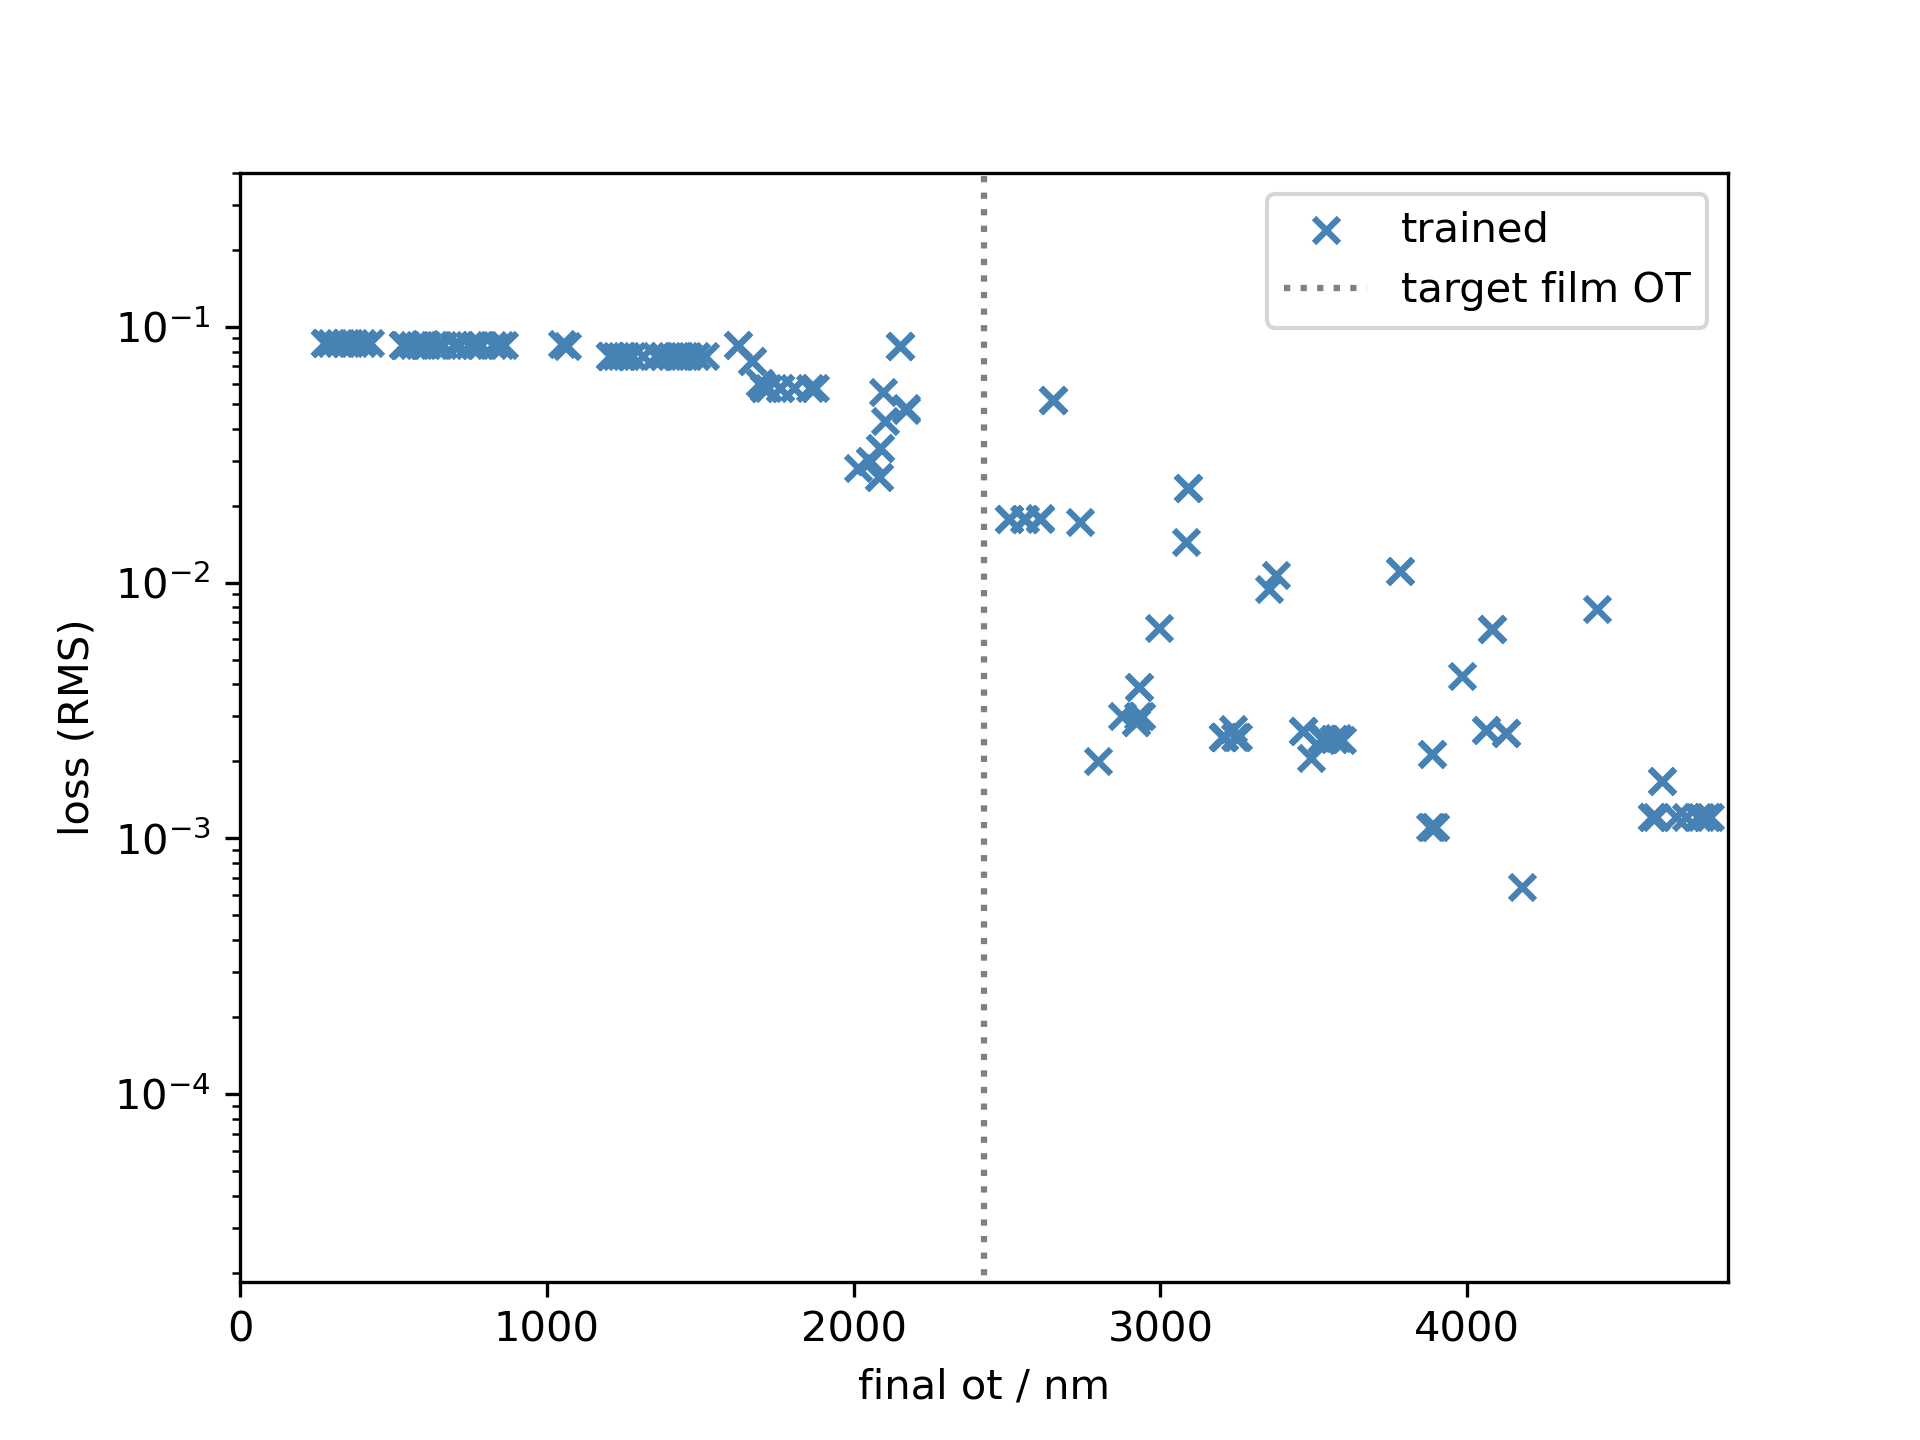 trained
target film OT
10⁻¹
10⁻²
10⁻³
10⁻⁴
loss (RMS)
0 1000 2000 3000 4000
final ot / nm